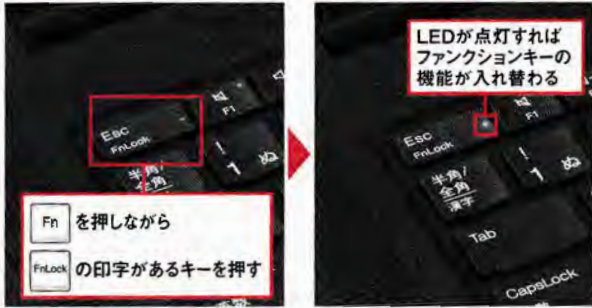 Esc
FnLock
F1
半角/
全角
!
1 ぬ
Fn を押しながら
FnLock の印字があるキーを押す
LEDが点灯すれば
ファンクションキーの
機能が入れ替わる
Esc
FnLock
F1
半角/
全角
漢字
!
1 ぬ
Tab
CapsLock